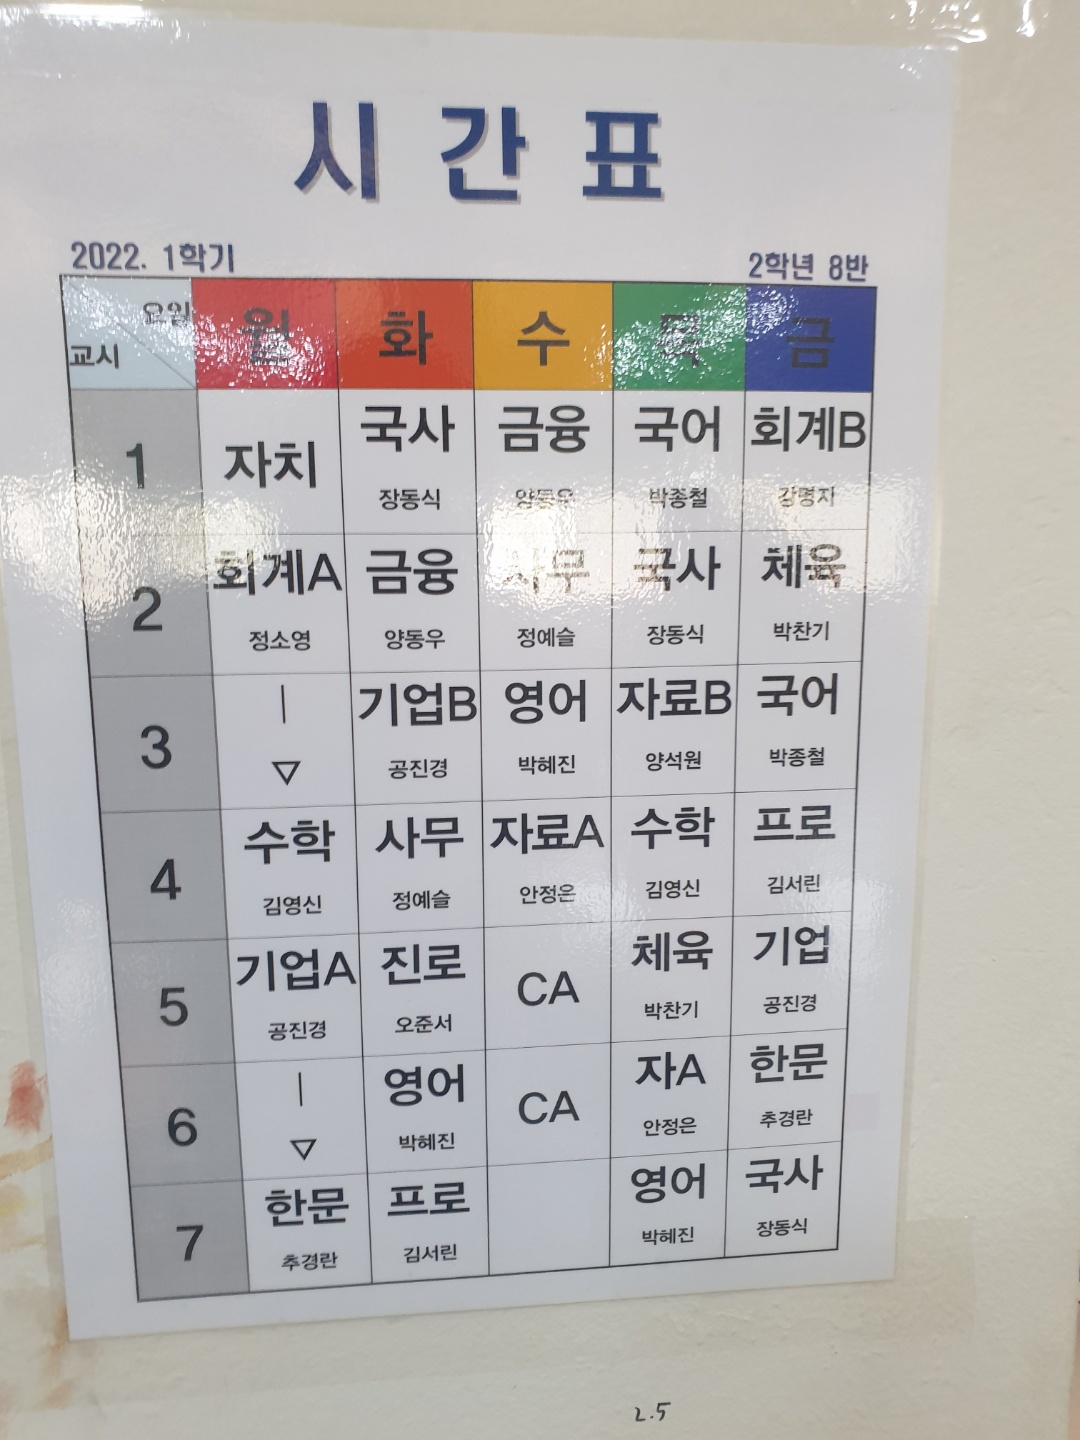 시간표
2022. 1학기 2학년 8반
요일 교시 월 화 수 목 금
1 자치 국사 금융 국어 회계B
장동식 양동우 박종철 강명자
2 회계A 금융 사무 국사 체육
정소영 양동우 정예슬 장동식 박찬기
3 | 기업B 영어 자료B 국어
▽ 공진경 박혜진 양석원 박종철
4 수학 사무 자료A 수학 프로
김영신 정예슬 안정은 김영신 김서린
5 기업A 진로 CA 체육 기업
공진경 오준서 박찬기 공진경
6 | 영어 CA 자A 한문
▽ 박혜진 안정은 추경란
7 한문 프로 영어 국사
추경란 김서린 박혜진 장동식
2.5